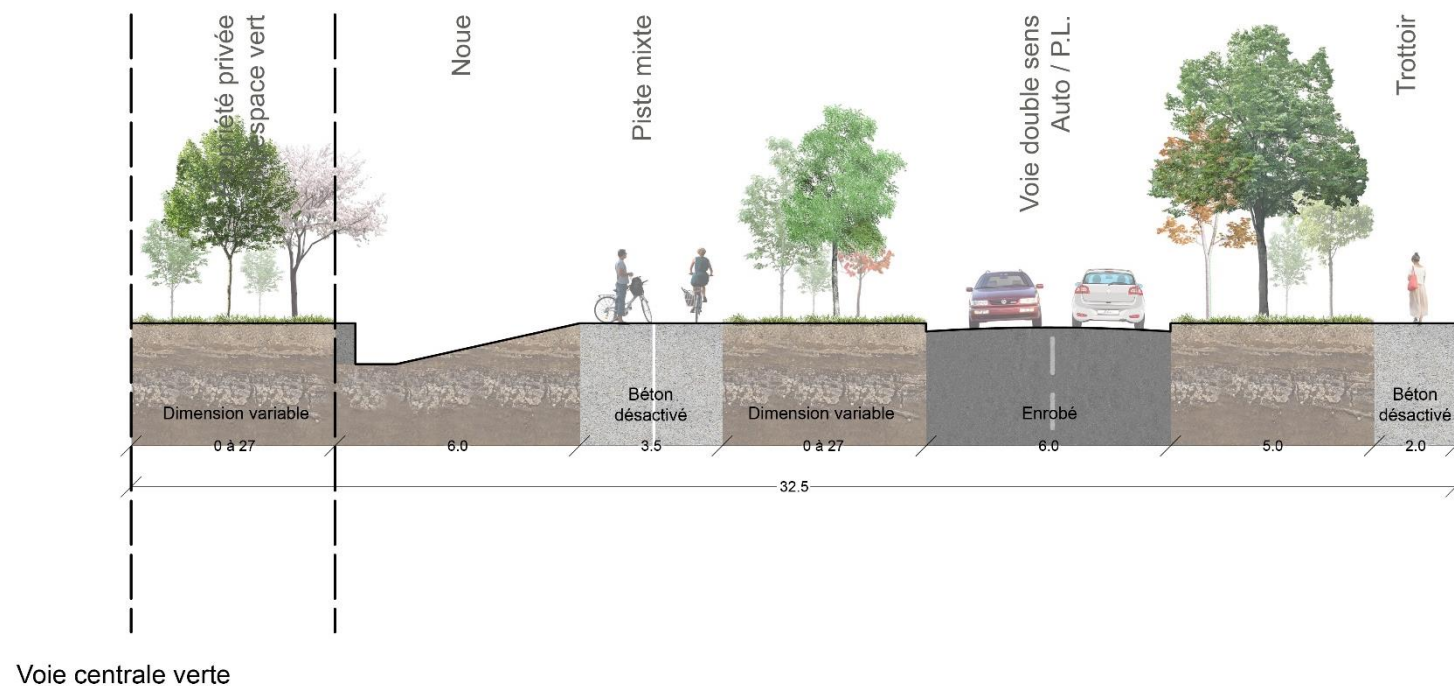 Propriété privée
espace vert
Noue
Piste mixte
Voie double sens
Auto / P.L.
Trottoir
Dimension variable
Béton
désactivé
Dimension variable
Enrobé
Béton
désactivé
0 à 27
6.0
3.5
0 à 27
6.0
5.0
2.0
32.5
Voie centrale verte